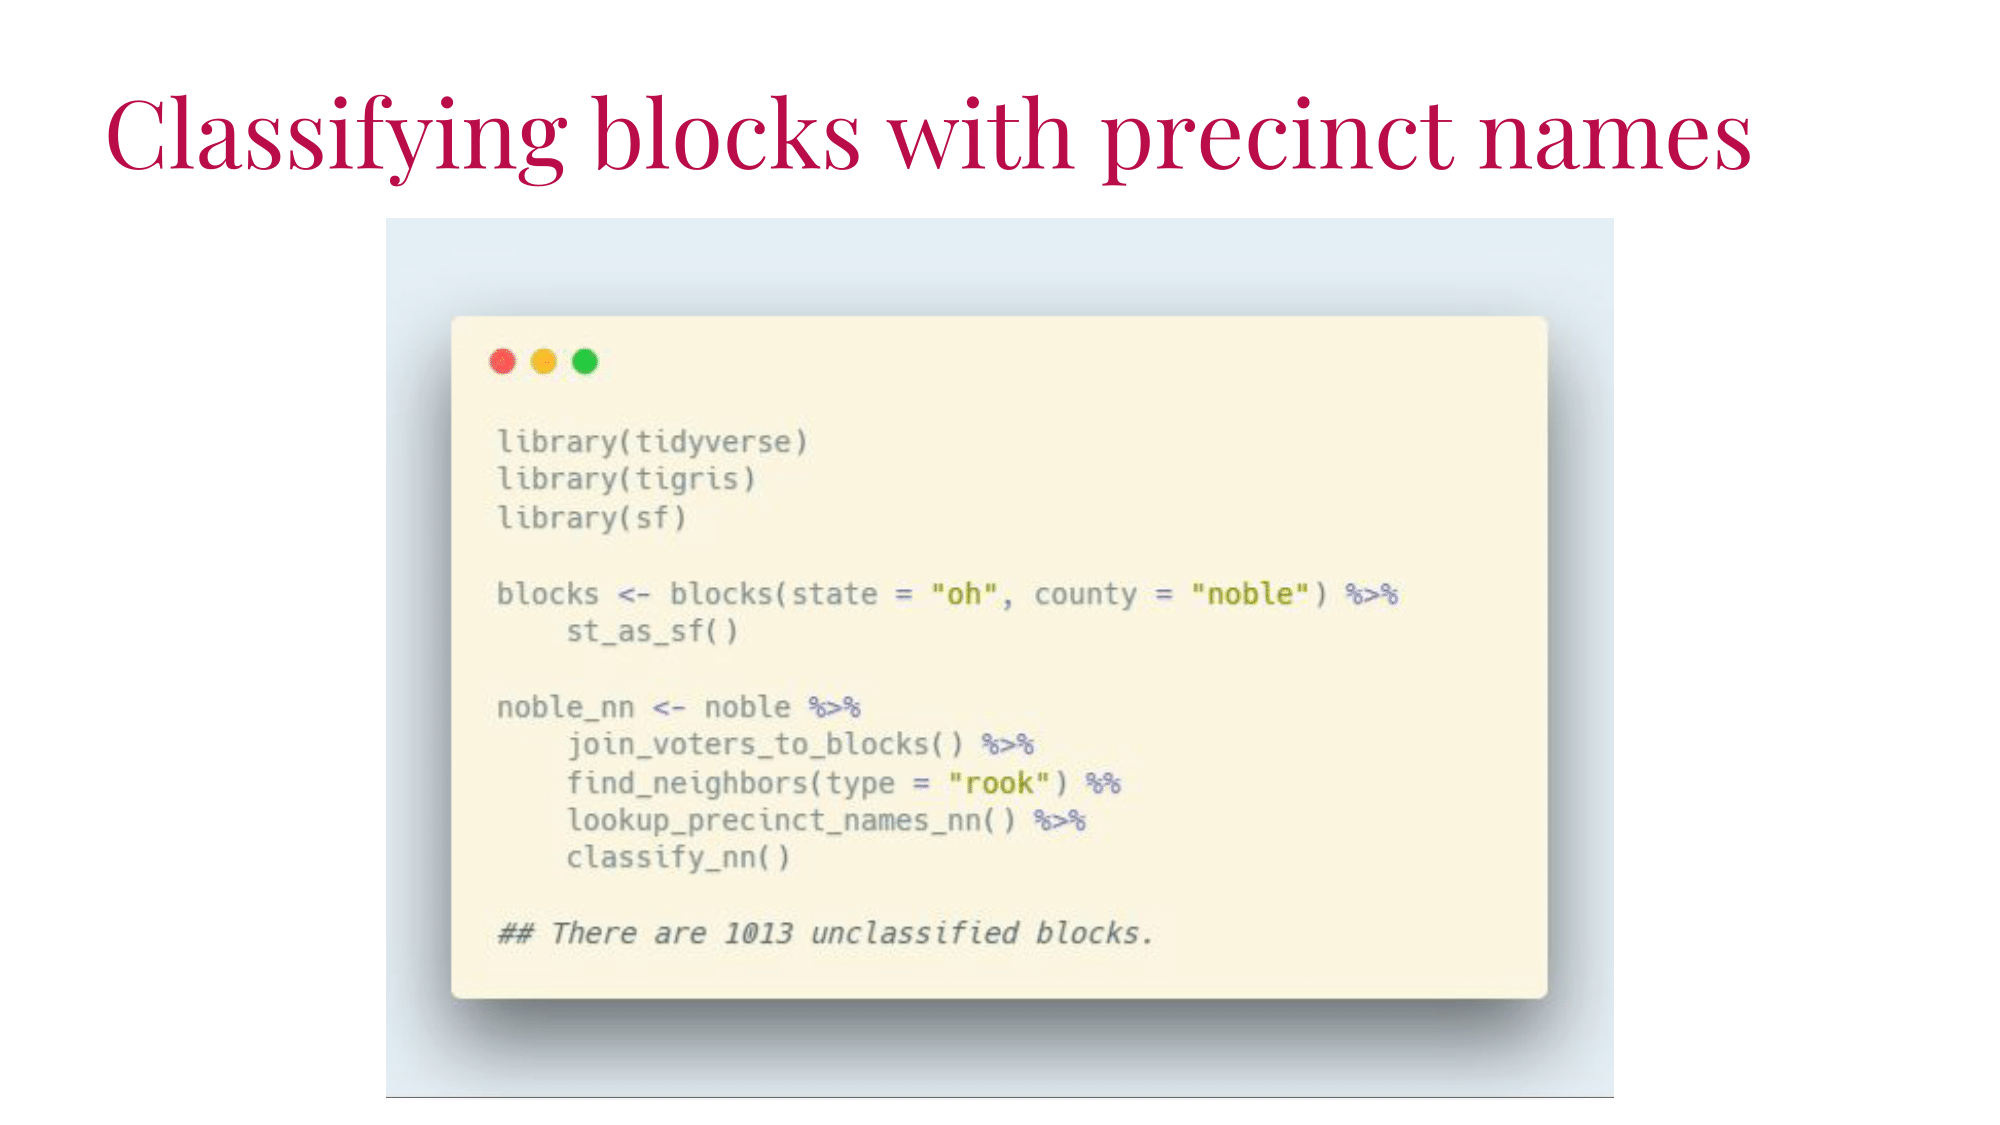 Classifying blocks with precinct names
library(tidyverse)
library(tigris)
library(sf)
blocks <- blocks(state = "oh", county = "noble") %>%
st_as_sf()
noble_nn <- noble %>%
join_voters_to_blocks() %>%
find_neighbors(type = "rook") %%
lookup_precinct_names_nn() %>%
classify_nn()
## There are 1013 unclassified blocks.